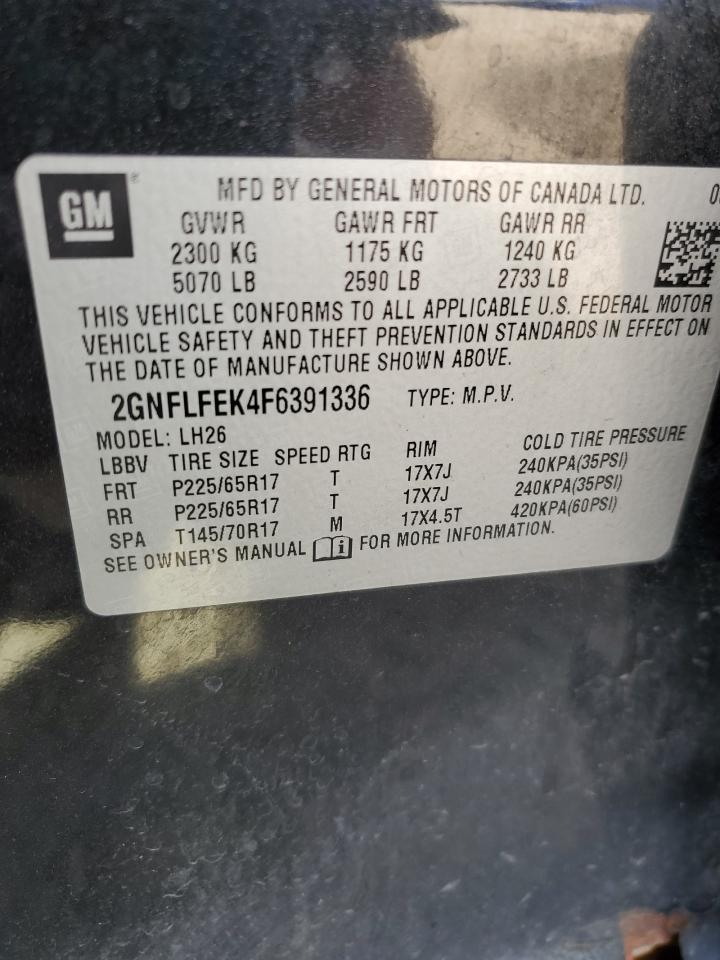 GM ® MFD BY GENERAL MOTORS OF CANADA LTD.
GVWR GAWR FRT GAWR RR
2300 KG 1175 KG 1240 KG
5070 LB 2590 LB 2733 LB
THIS VEHICLE CONFORMS TO ALL APPLICABLE U.S. FEDERAL MOTOR
VEHICLE SAFETY AND THEFT PREVENTION STANDARDS IN EFFECT ON
THE DATE OF MANUFACTURE SHOWN ABOVE.
2GNFLFEK4F6391336 TYPE: M.P.V.
MODEL: LH26
LBBV TIRE SIZE SPEED RTG RIM COLD TIRE PRESSURE
FRT P225/65R17 T 17X7J 240KPA(35PSI)
RR P225/65R17 T 17X7J 240KPA(35PSI)
SPA T145/70R17 M 17X4.5T 420KPA(60PSI)
SEE OWNER'S MANUAL i FOR MORE INFORMATION.